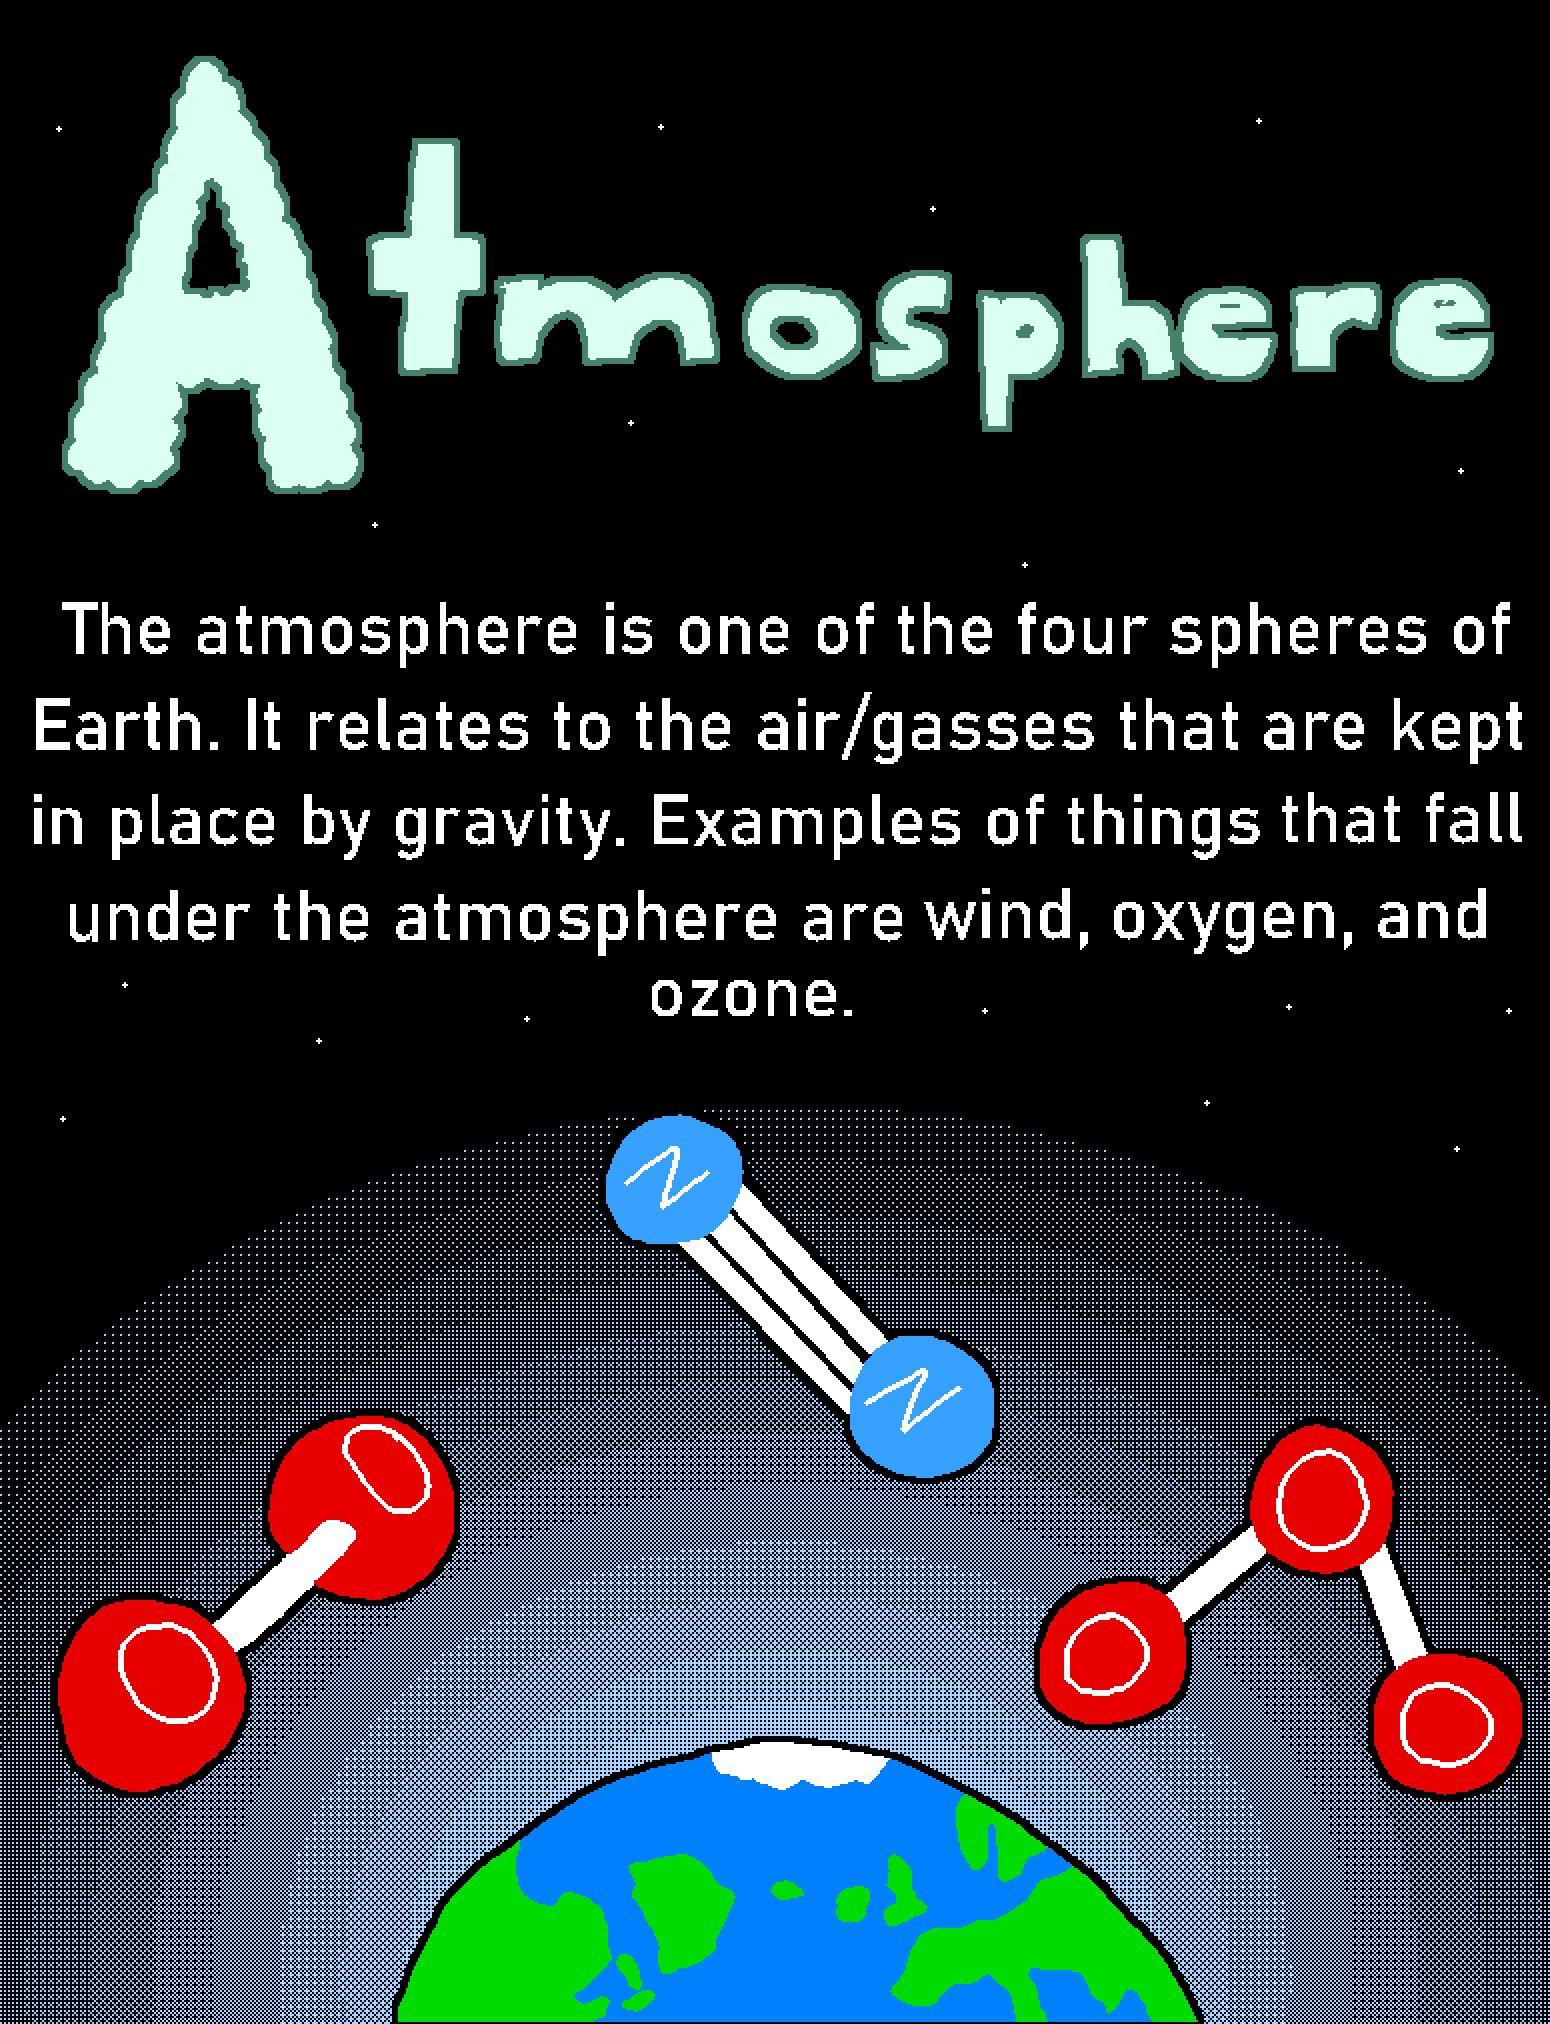 Atmosphere
The atmosphere is one of the four spheres of
Earth. It relates to the air/gasses that are kept
in place by gravity. Examples of things that fall
under the atmosphere are wind, oxygen, and
ozone.
N
N
O
O
O
O
O